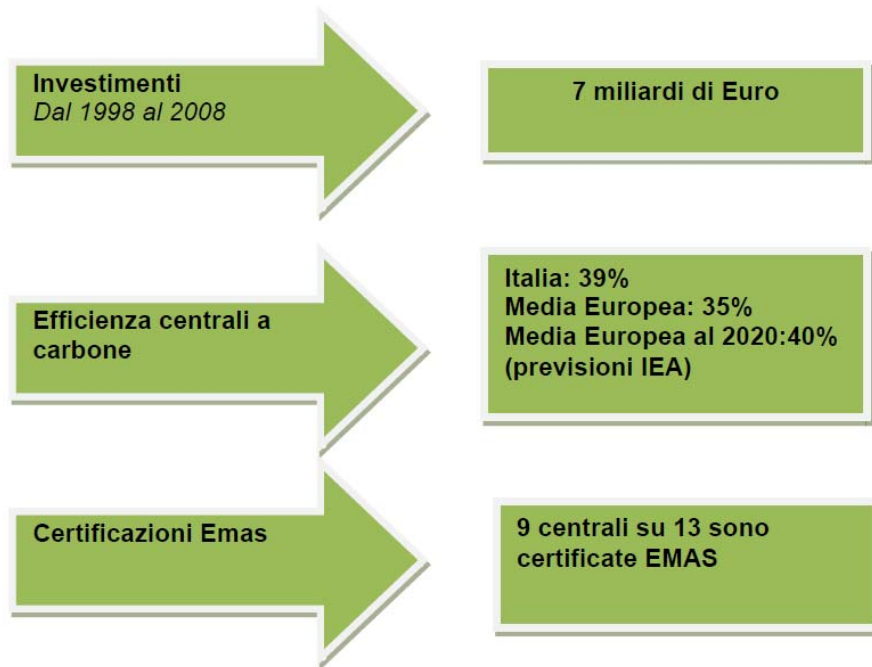 Investimenti
Dal 1998 al 2008
7 miliardi di Euro
Efficienza centrali a
carbone
Italia: 39%
Media Europea: 35%
Media Europea al 2020:40%
(previsioni IEA)
Certificazioni Emas
9 centrali su 13 sono
certificate EMAS